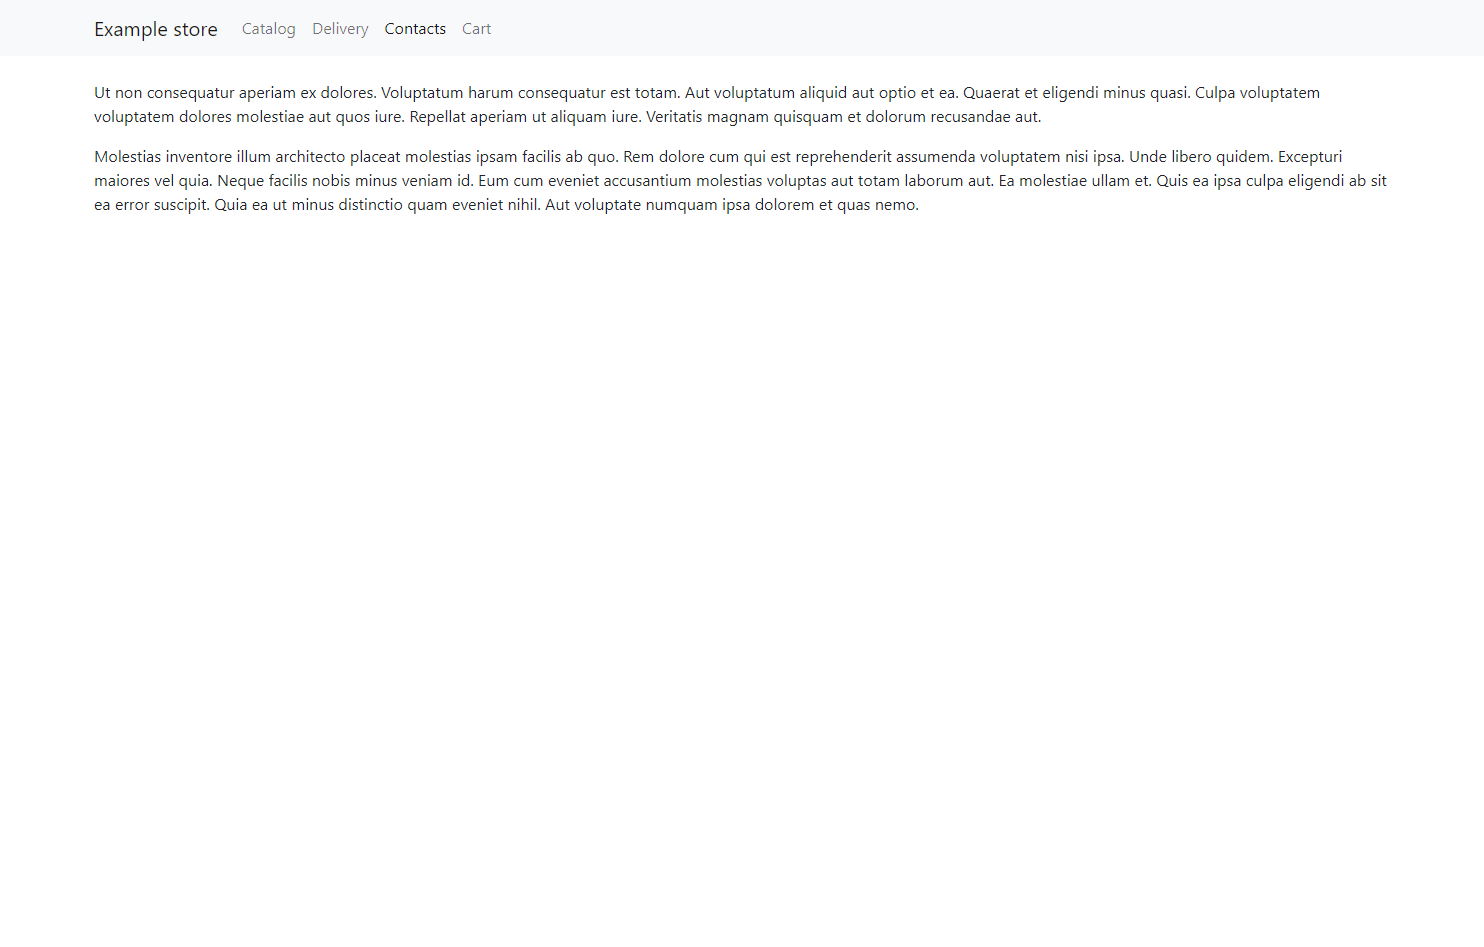 Example store Catalog Delivery Contacts Cart
Ut non consequatur aperiam ex dolores. Voluptatum harum consequatur est totam. Aut voluptatum aliquid aut optio et ea. Quaerat et eligendi minus quasi. Culpa voluptatem
voluptatem dolores molestiae aut quos iure. Repellat aperiam ut aliquam iure. Veritatis magnam quisquam et dolorum recusandae aut.
Molestias inventore illum architecto placeat molestias ipsam facilis ab quo. Rem dolore cum qui est reprehenderit assumenda voluptatem nisi ipsa. Unde libero quidem. Excepturi
maiores vel quia. Neque facilis nobis minus veniam id. Eum cum eveniet accusantium molestias voluptas aut totam laborum aut. Ea molestiae ullam et. Quis ea ipsa culpa eligendi ab sit
ea error suscipit. Quia ea ut minus distinctio quam eveniet nihil. Aut voluptate numquam ipsa dolorem et quas nemo.